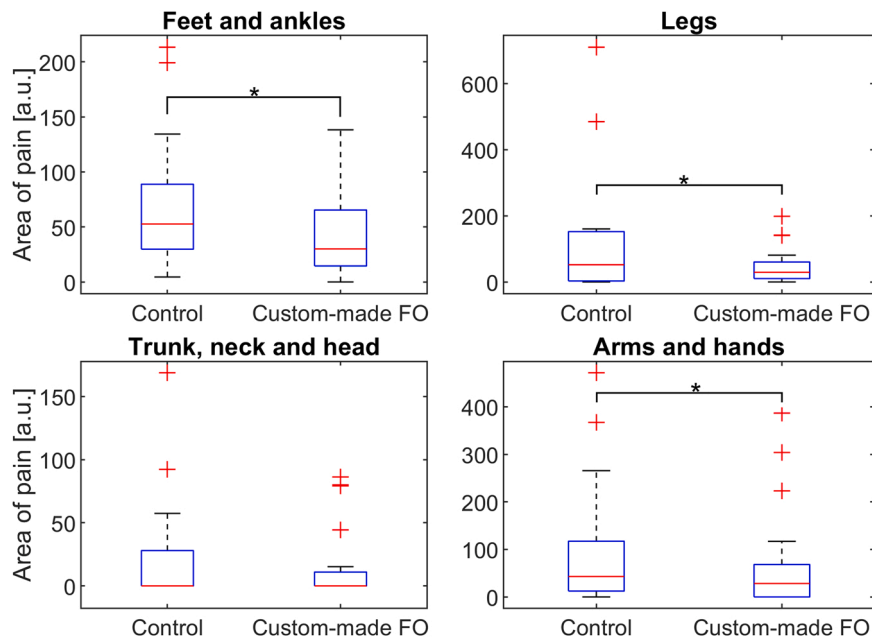 Feet and ankles
Area of pain [a.u.]
200
150
100
50
0
*
Control
Custom-made FO
Legs
600
400
200
0
*
Control
Custom-made FO
Trunk, neck and head
Area of pain [a.u.]
150
100
50
0
Control
Custom-made FO
Arms and hands
400
300
200
100
0
*
Control
Custom-made FO